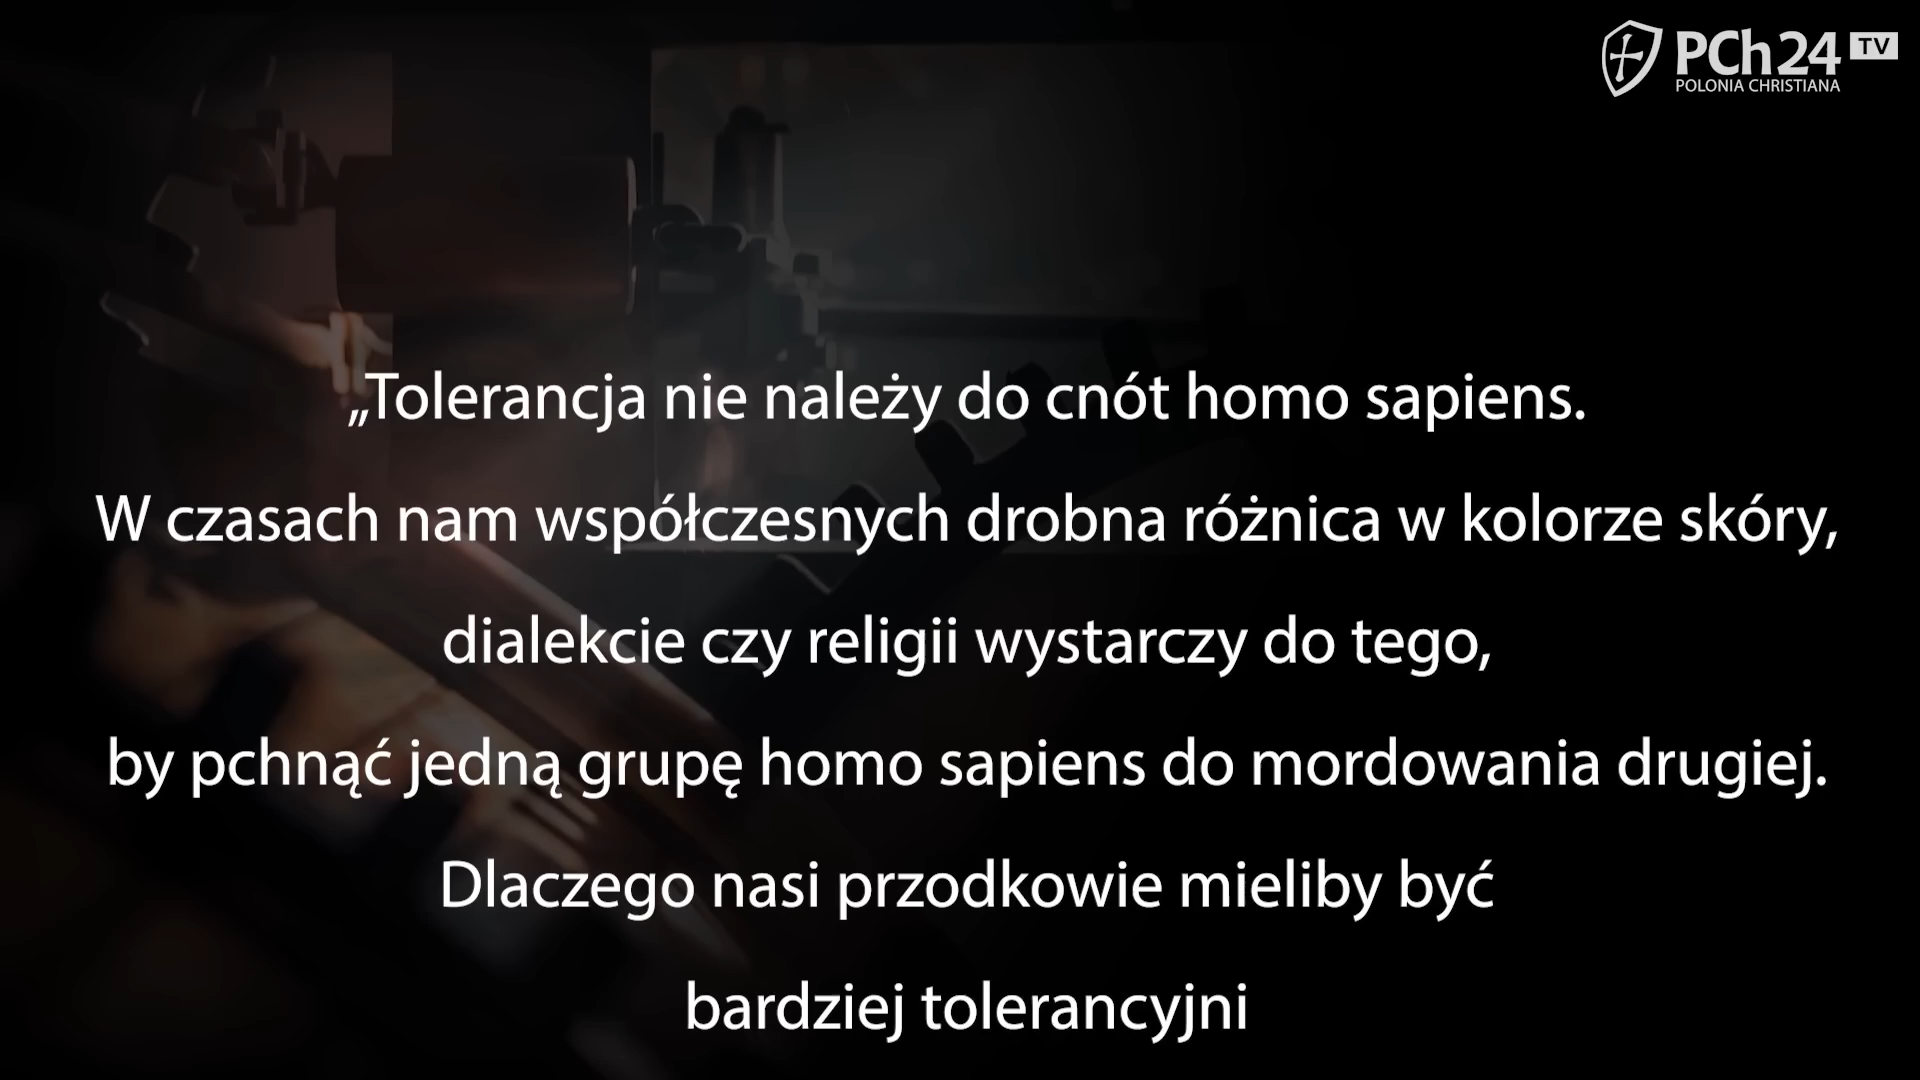 PCh24 TV
POLONIA CHRISTIANA
„Tolerancja nie należy do cnót homo sapiens.
W czasach nam współczesnych drobna różnica w kolorze skóry,
dialekcie czy religii wystarczy do tego,
by pchnąć jedną grupę homo sapiens do mordowania drugiej.
Dlaczego nasi przodkowie mieliby być
bardziej tolerancyjni